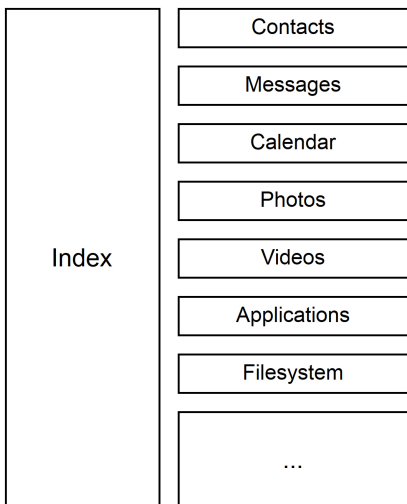 Index
Contacts
Messages
Calendar
Photos
Videos
Applications
Filesystem
...